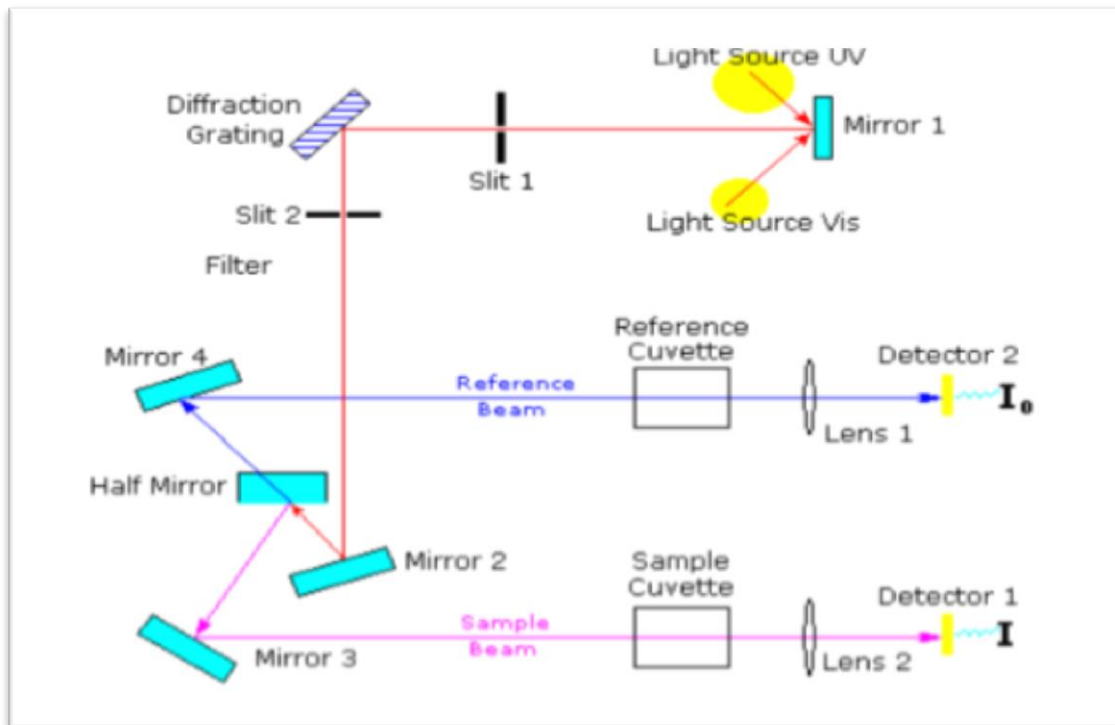 Light Source UV
Diffraction
Grating
Mirror 1
Slit 1
Slit 2
Light Source Vis
Filter
Reference
Cuvette
Mirror 4
Detector 2
Reference
Beam
I₀
Lens 1
Half Mirror
Mirror 2
Sample
Cuvette
Detector 1
Sample
Beam
I
Mirror 3
Lens 2